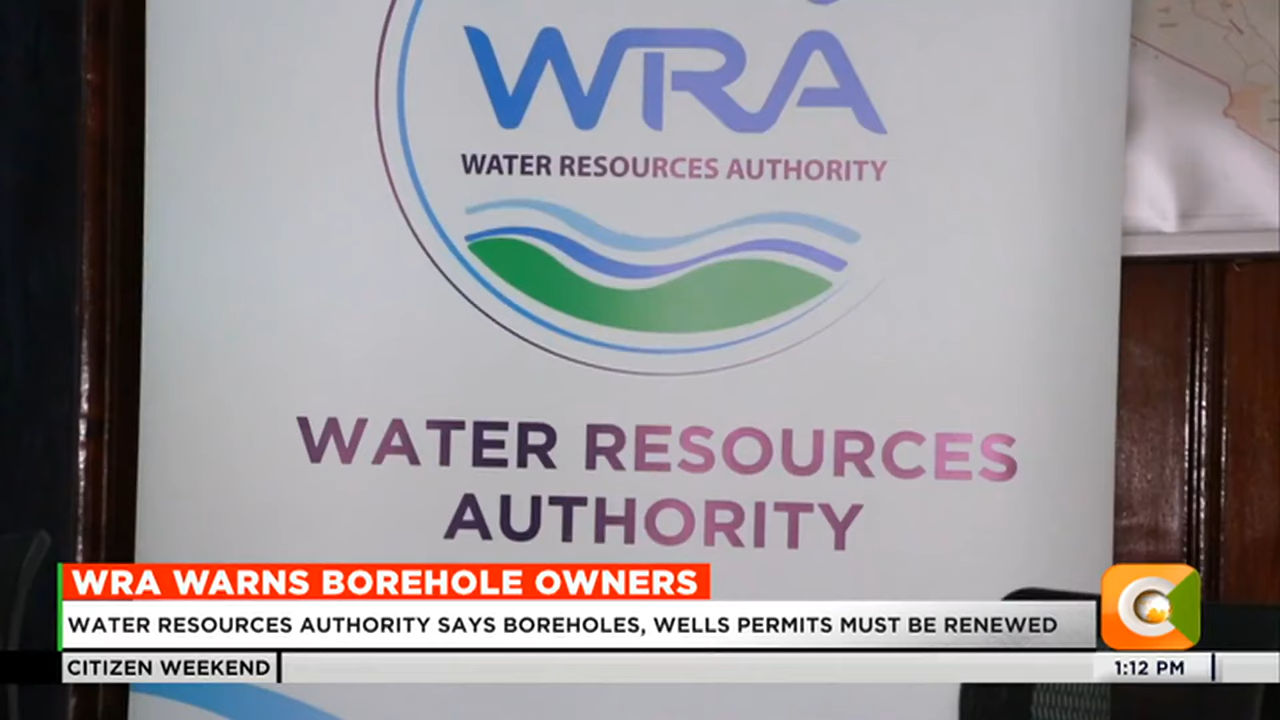 WRA
WATER RESOURCES AUTHORITY
WATER RESOURCES
AUTHORITY
WRA WARNS BOREHOLE OWNERS
WATER RESOURCES AUTHORITY SAYS BOREHOLES, WELLS PERMITS MUST BE RENEWED
CITIZEN WEEKEND
1:12 PM